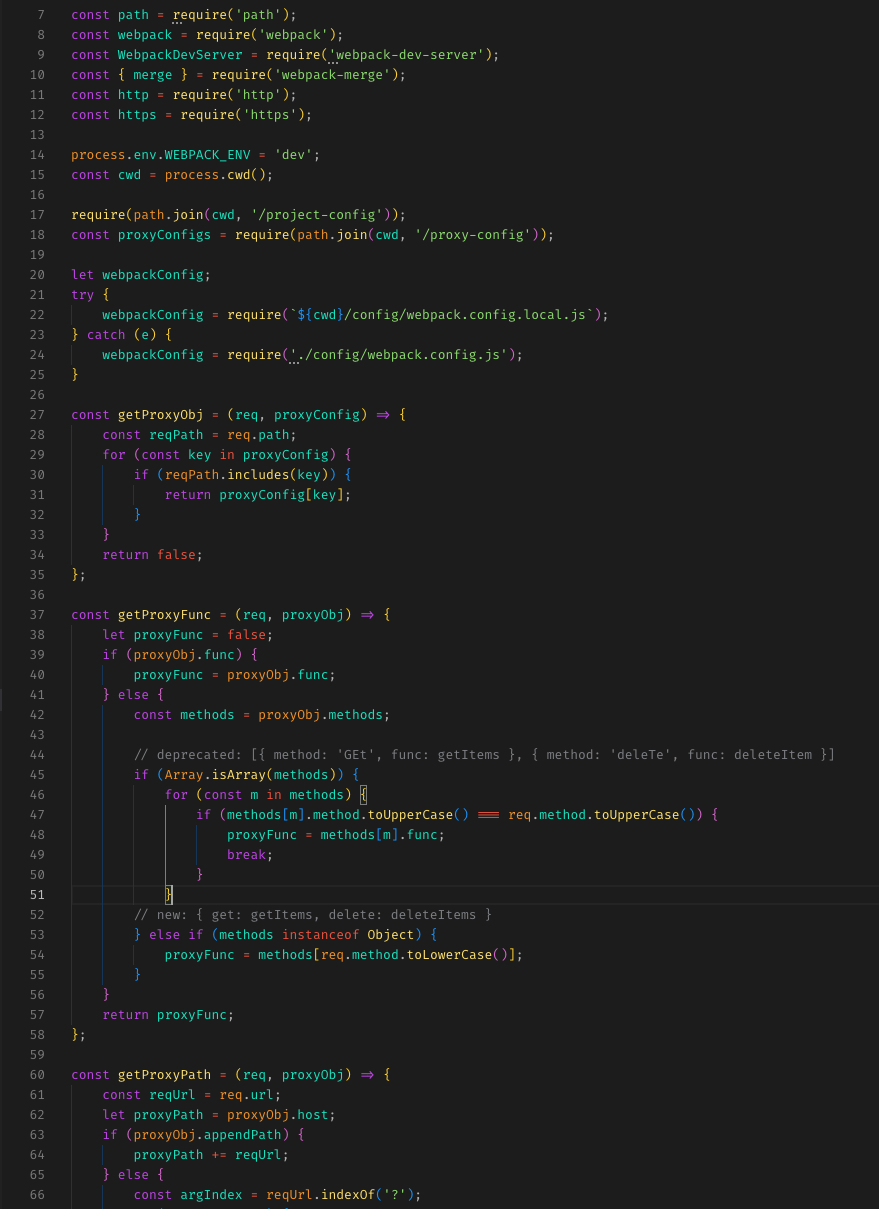 7 const path = require('path');
8 const webpack = require('webpack');
9 const WebpackDevServer = require('webpack-dev-server');
10 const { merge } = require('webpack-merge');
11 const http = require('http');
12 const https = require('https');
13
14 process.env.WEBPACK_ENV = 'dev';
15 const cwd = process.cwd();
16
17 require(path.join(cwd, '/project-config'));
18 const proxyConfigs = require(path.join(cwd, '/proxy-config'));
19
20 let webpackConfig;
21 try {
22     webpackConfig = require(`${cwd}/config/webpack.config.local.js`);
23 } catch (e) {
24     webpackConfig = require('./config/webpack.config.js');
25 }
26
27 const getProxyObj = (req, proxyConfig) => {
28     const reqPath = req.path;
29     for (const key in proxyConfig) {
30         if (reqPath.includes(key)) {
31             return proxyConfig[key];
32         }
33     }
34     return false;
35 };
36
37 const getProxyFunc = (req, proxyObj) => {
38     let proxyFunc = false;
39     if (proxyObj.func) {
40         proxyFunc = proxyObj.func;
41     } else {
42         const methods = proxyObj.methods;
43
44         // deprecated: [{ method: 'GEt', func: getItems }, { method: 'deleTe', func: deleteItem }]
45         if (Array.isArray(methods)) {
46             for (const m in methods) {
47                 if (methods[m].method.toUpperCase() === req.method.toUpperCase()) {
48                     proxyFunc = methods[m].func;
49                     break;
50                 }
51             }
52         // new: { get: getItems, delete: deleteItems }
53         } else if (methods instanceof Object) {
54             proxyFunc = methods[req.method.toLowerCase()];
55         }
56     }
57     return proxyFunc;
58 };
59
60 const getProxyPath = (req, proxyObj) => {
61     const reqUrl = req.url;
62     let proxyPath = proxyObj.host;
63     if (proxyObj.appendPath) {
64         proxyPath += reqUrl;
65     } else {
66         const argIndex = reqUrl.indexOf('?');